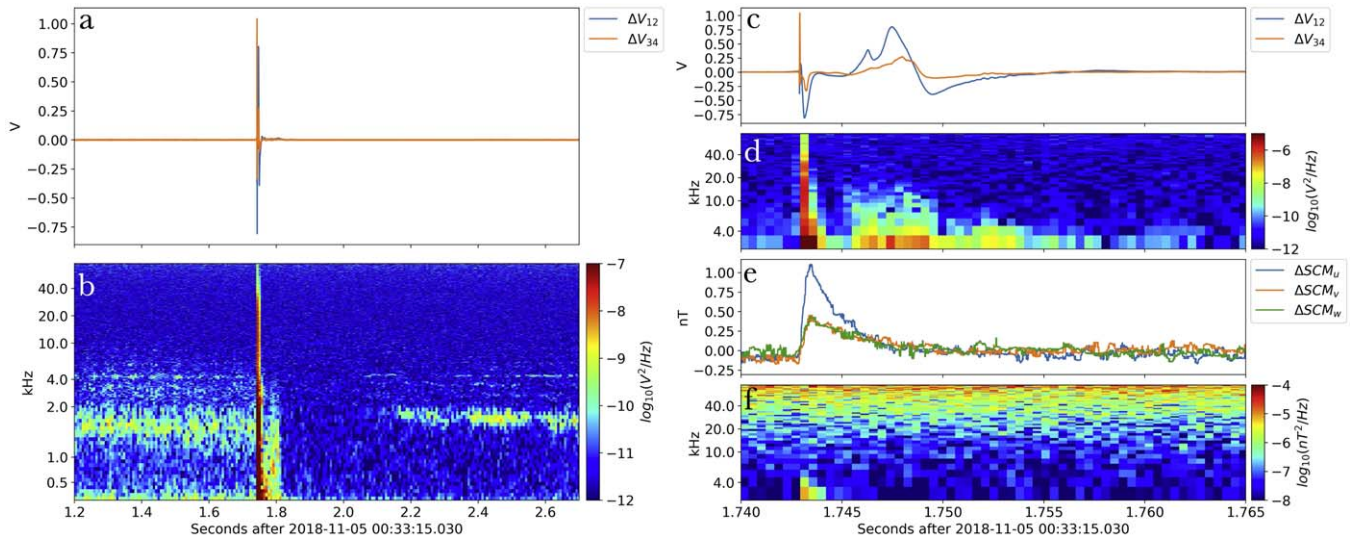 a
1.00
0.75
0.50
0.25
0.00
−0.25
−0.50
−0.75
V
ΔV₁₂
ΔV₃₄
b
40.0
20.0
10.0
4.0
2.0
1.0
0.5
kHz
−7
−8
−9
−10
−11
−12
log₁₀(V²/Hz)
1.2 1.4 1.6 1.8 2.0 2.2 2.4 2.6
Seconds after 2018-11-05 00:33:15.030
c
1.00
0.75
0.50
0.25
0.00
−
−
−0.75
V
ΔV₁₂
ΔV₃₄
d
40.0
20.0
10.0
4.0
kHz
−6
−8
−10
−12
log₁₀(V²/Hz)
e
1.00
0.75
0.50
0.25
0.00
−0.25
nT
ΔSCMᵤ
ΔSCMᵥ
ΔSCM_w
f
40.0
20.0
10.0
4.0
kHz
−4
−5
−6
−7
−8
log₁₀(nT²/Hz)
1.740 1.745 1.750 1.755 1.760 1.765
Seconds after 2018-11-05 00:33:15.030